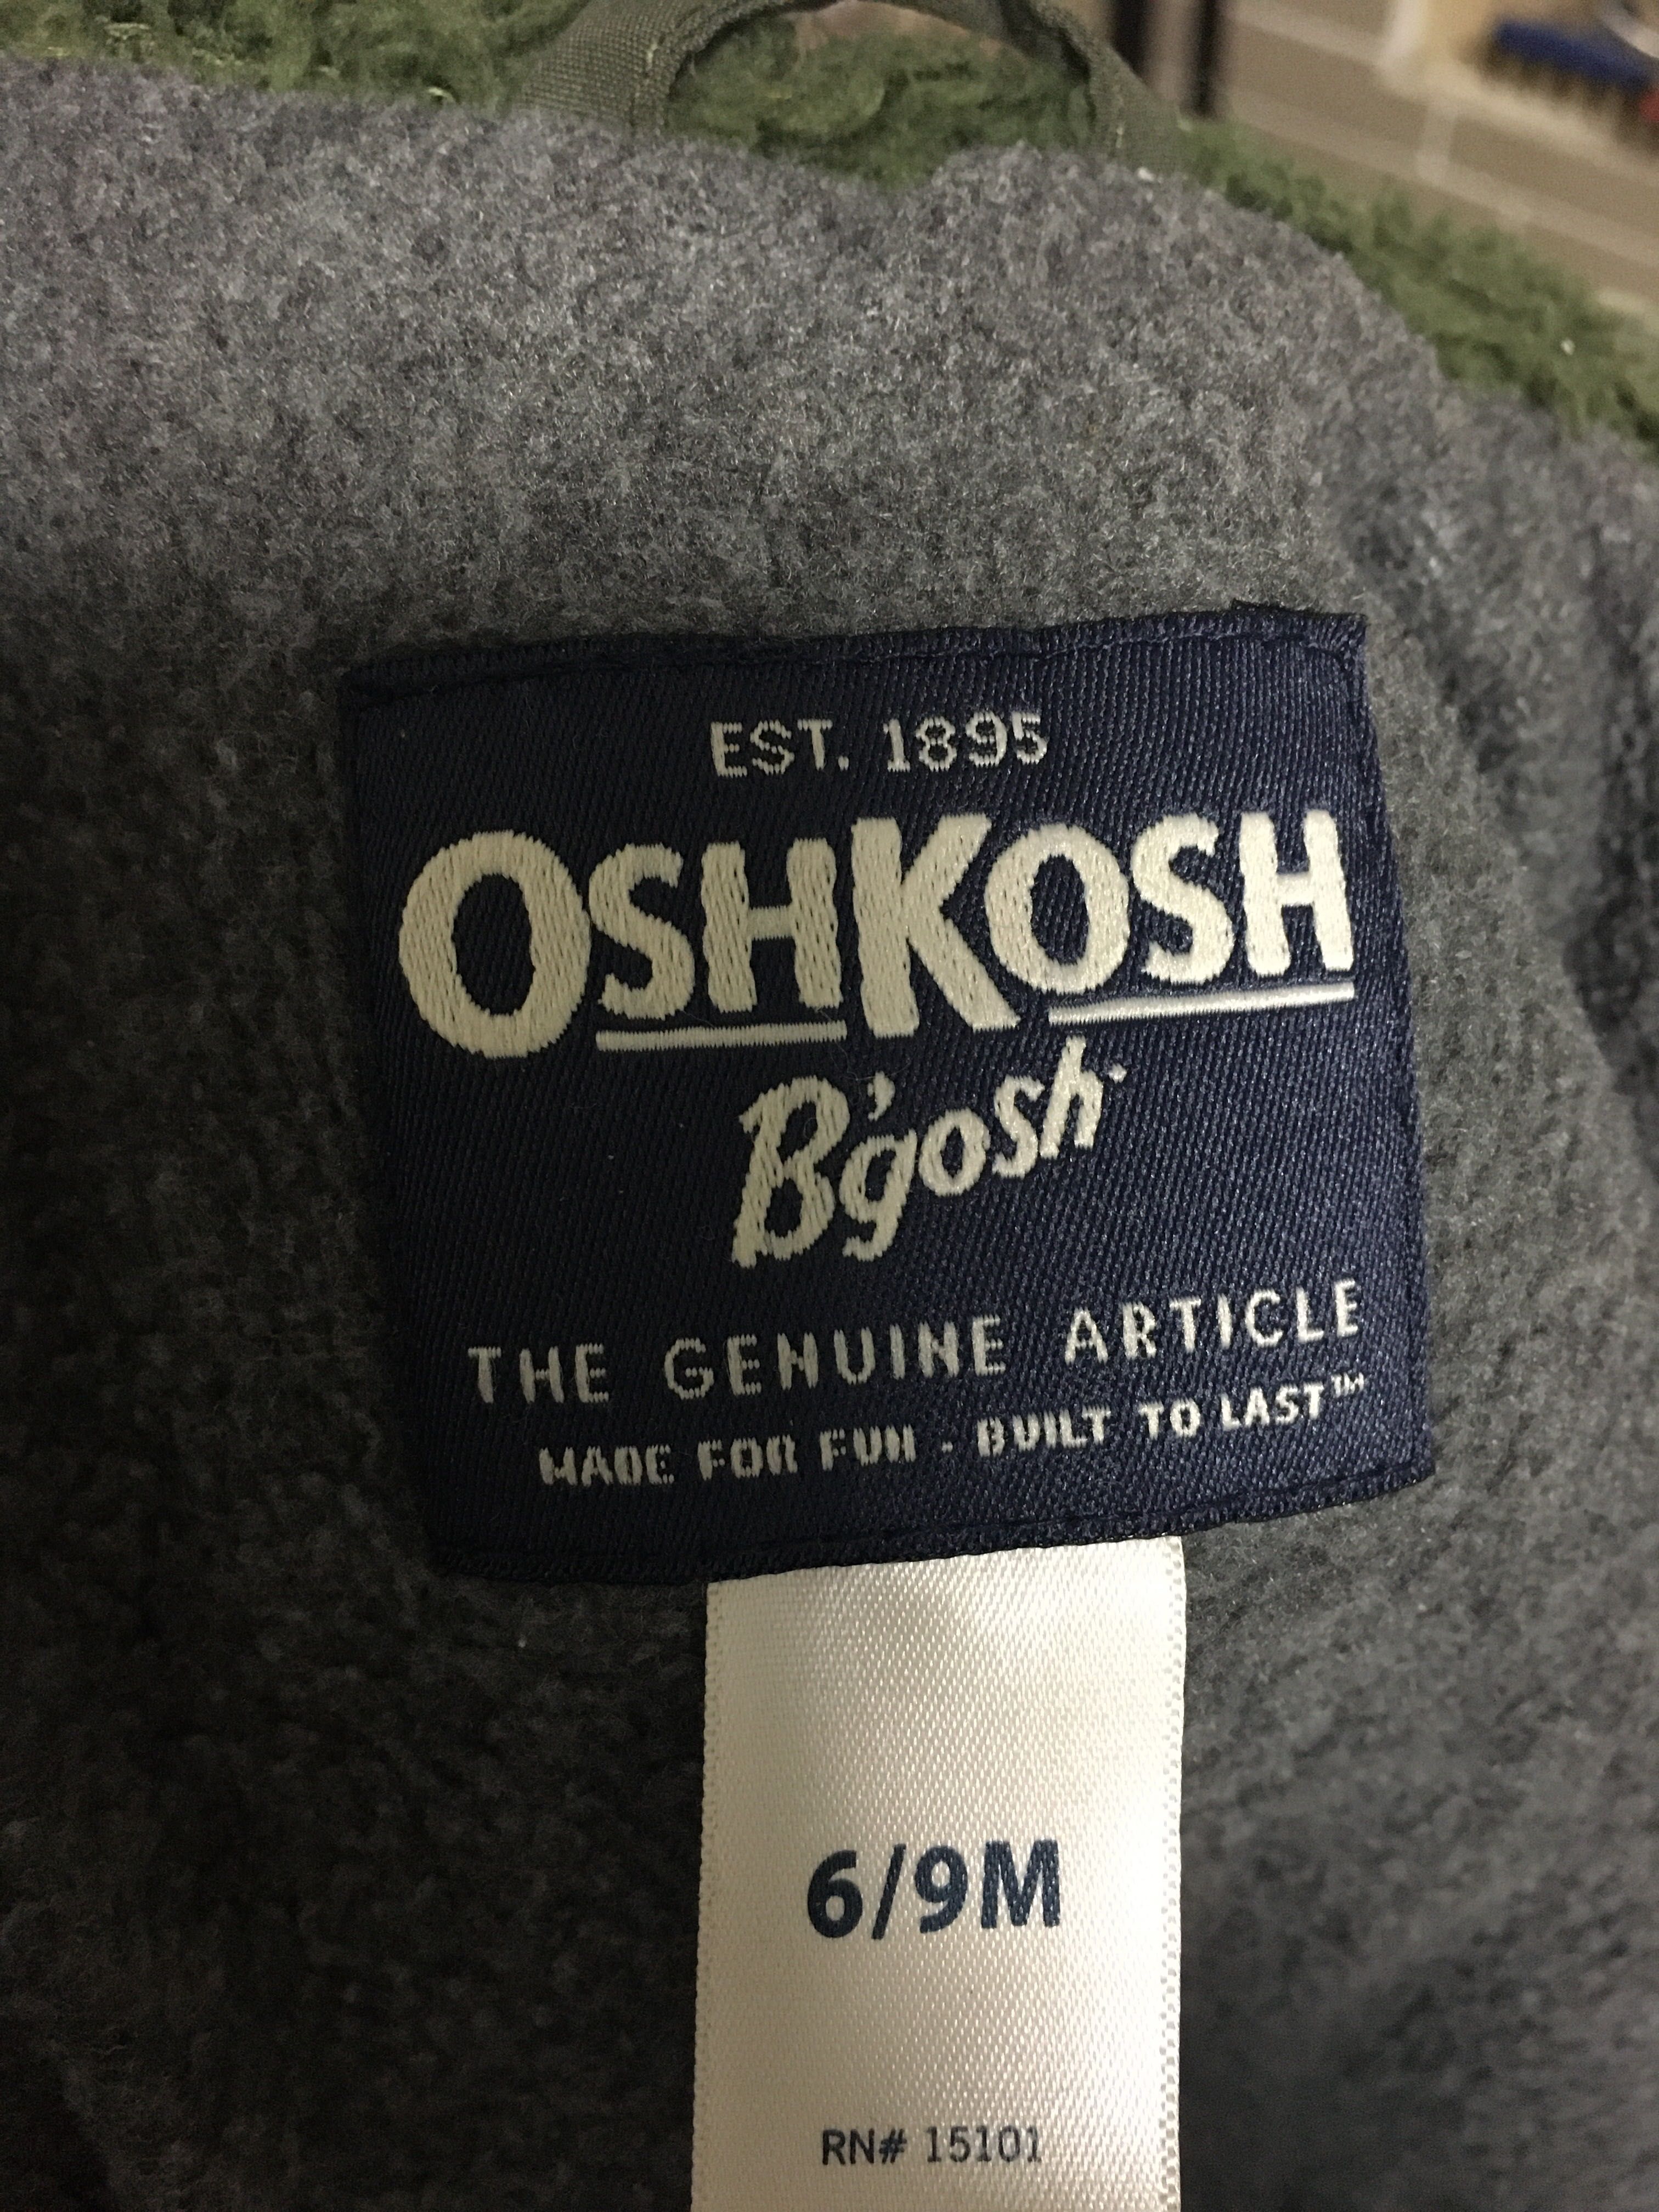 EST. 1895
OSHKOSH
B'gosh
THE GENUINE ARTICLE
MADE FOR FUN - BUILT TO LAST™
6/9M
RN# 15101